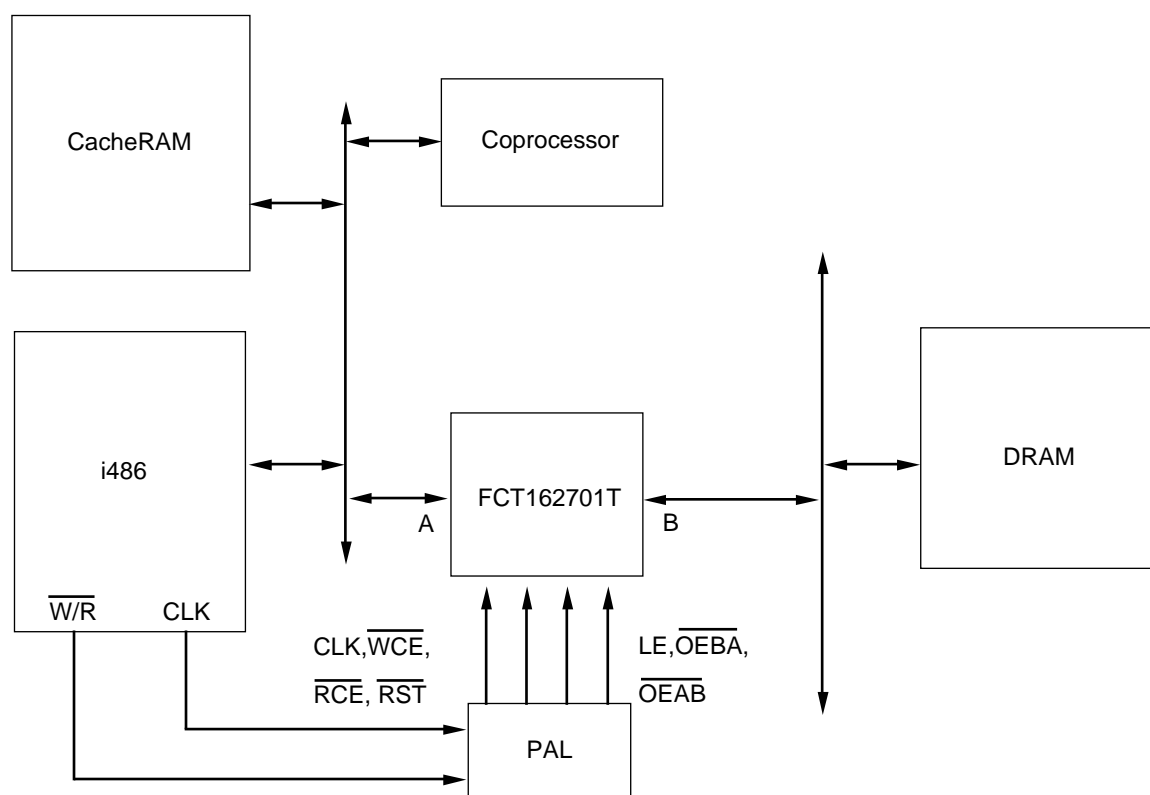 CacheRAM
Coprocessor
i486
FCT162701T
DRAM
A
B
W/R
CLK
CLK,WCE,
RCE, RST
LE,OEBA,
OEAB
PAL